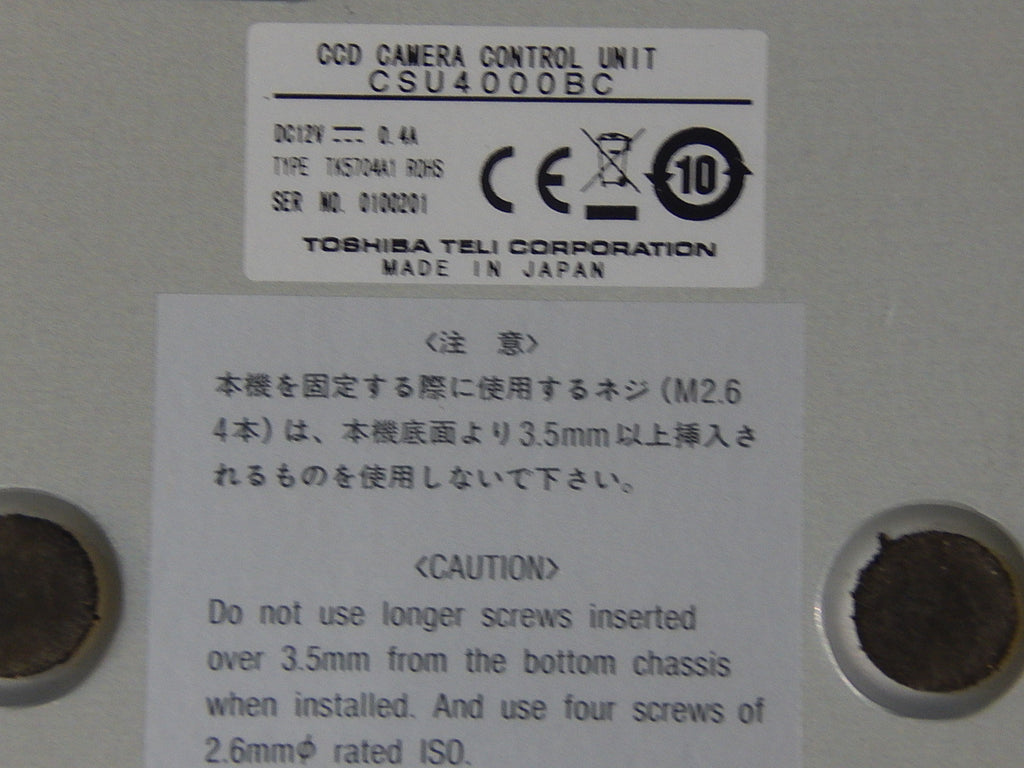 CCD CAMERA CONTROL UNIT
CSU4000BC
DC12V ⎓ 0.4A
TYPE TK5704A1 ROHS
SER NO. 0100201
CE
10
TOSHIBA TELI CORPORATION
MADE IN JAPAN
〈注 意〉
本機を固定する際に使用するネジ(M2.6
4本)は、本機底面より3.5mm以上挿入さ
れるものを使用しないで下さい。
〈CAUTION〉
Do not use longer screws inserted
over 3.5mm from the bottom chassis
when installed. And use four screws of
2.6mmϕ rated ISO.